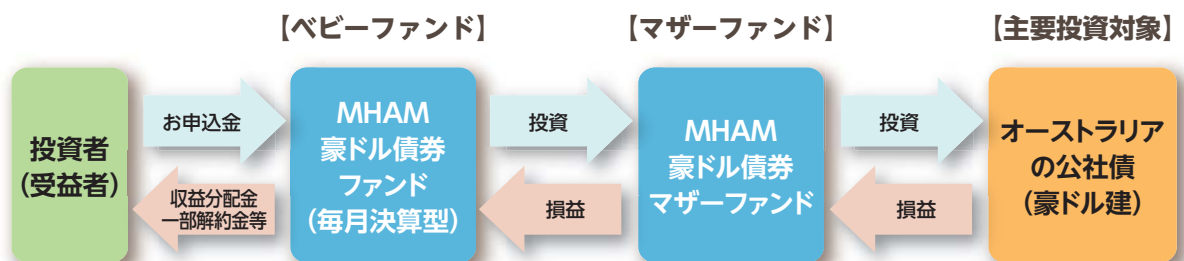 【ベビーファンド】
【マザーファンド】
【主要投資対象】
投資者
(受益者)
お申込金
収益分配金
一部解約金等
MHAM
豪ドル債券
ファンド
(毎月決算型)
投資
損益
MHAM
豪ドル債券
マザーファンド
投資
損益
オーストラリア
の公社債
(豪ドル建)